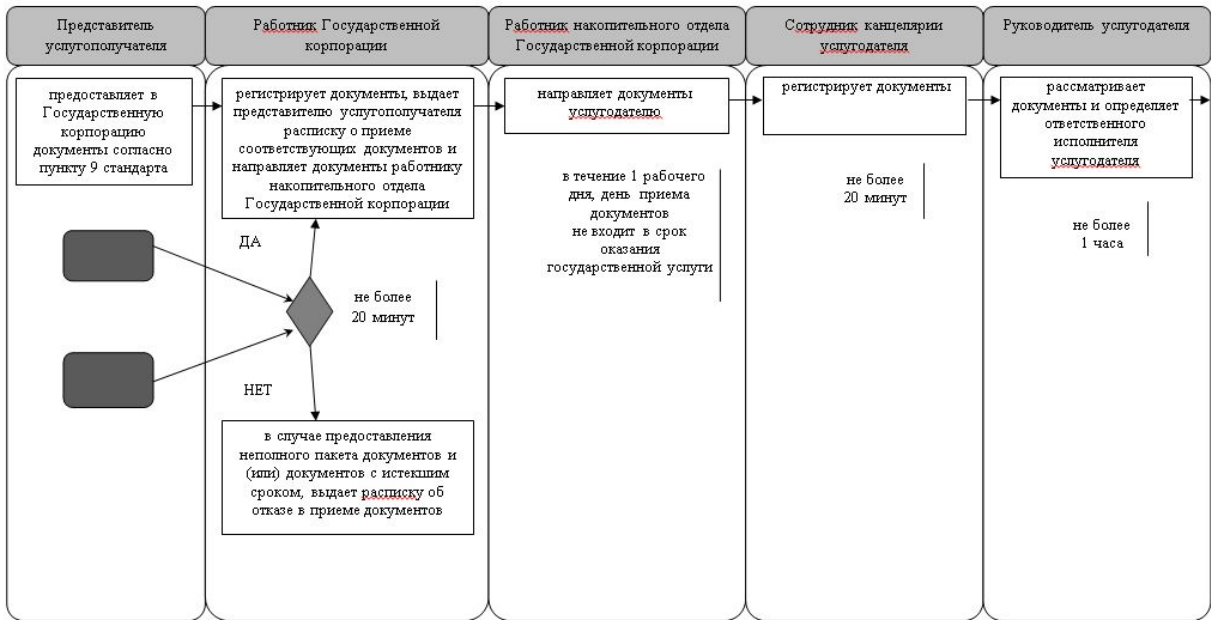 Представитель
услугополучателя
Работник Государственной
корпорации
Работник накопительного отдела
Государственной корпорации
Сотрудник канцелярии
услугодателя
Руководитель услугодателя
предоставляет в
Государственную
корпорацию
документы согласно
пункту 9 стандарта
регистрирует документы, выдает
представителю услугополучателя
расписку о приеме
соответствующих документов и
направляет документы работнику
накопительного отдела
Государственной корпорации
направляет документы
услугодателю
регистрирует документы
рассматривает
документы и определяет
ответственного
исполнителя
услугодателя
в течение 1 рабочего
дня, день приема
документов
не входит в срок
оказания
государственной услуги
не более
20 минут
не более
1 часа
ДА
не более
20 минут
НЕТ
в случае предоставления
неполного пакета документов и
(или) документов с истекшим
сроком, выдает расписку об
отказе в приеме документов